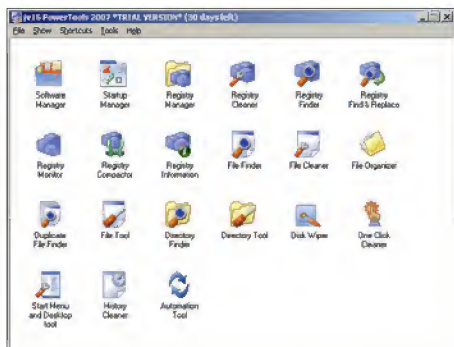 jv16 PowerTools 2007 *TRIAL VERSION* (30 days left)
File Show Shortcuts Tools Help
Software Manager
Startup Manager
Registry Manager
Registry Cleaner
Registry Finder
Registry Find & Replace
Registry Monitor
Registry Compactor
Registry Information
File Finder
File Cleaner
File Organizer
Duplicate File Finder
File Tool
Directory Finder
Directory Tool
Disk Wiper
One Click Cleaner
Start Menu and Desktop tool
History Cleaner
Automation Tool